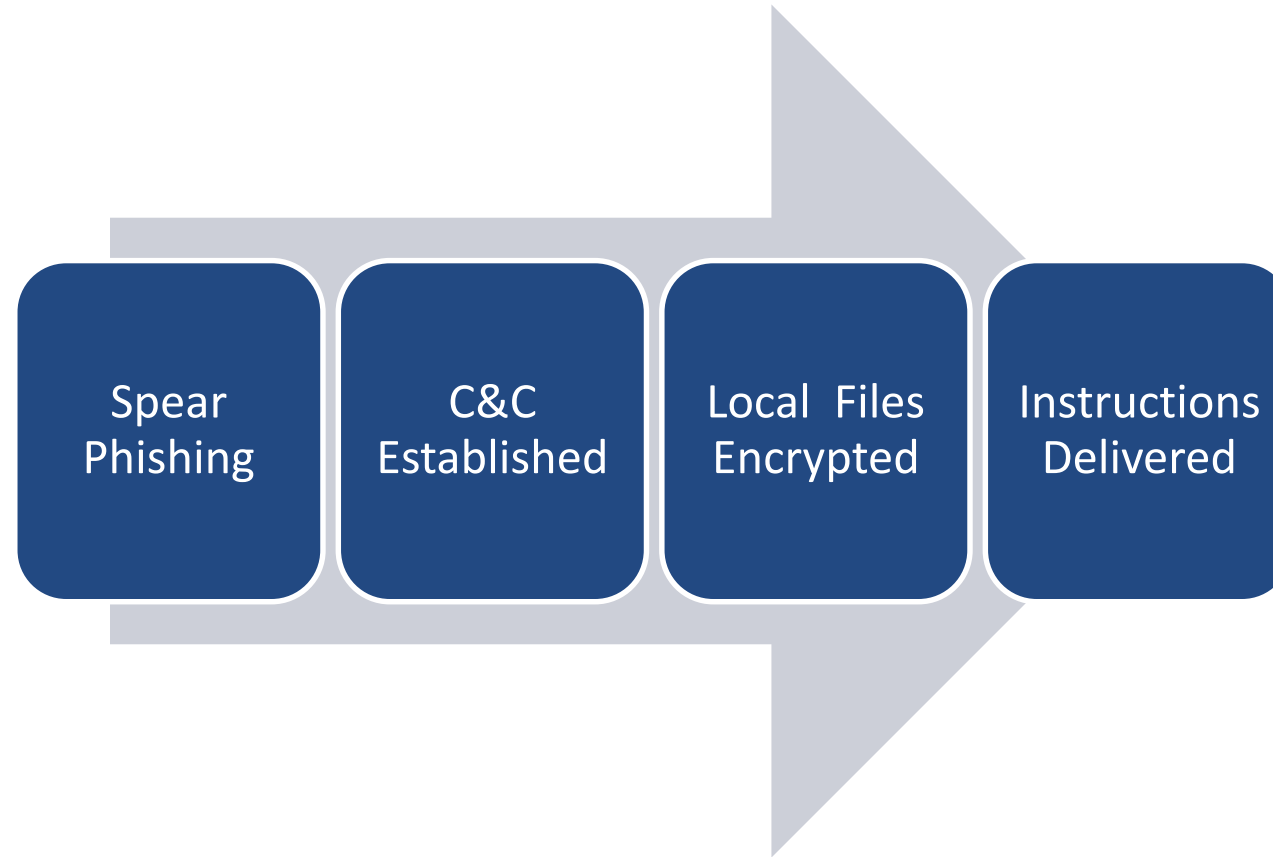 Spear
Phishing
C&C
Established
Local Files
Encrypted
Instructions
Delivered